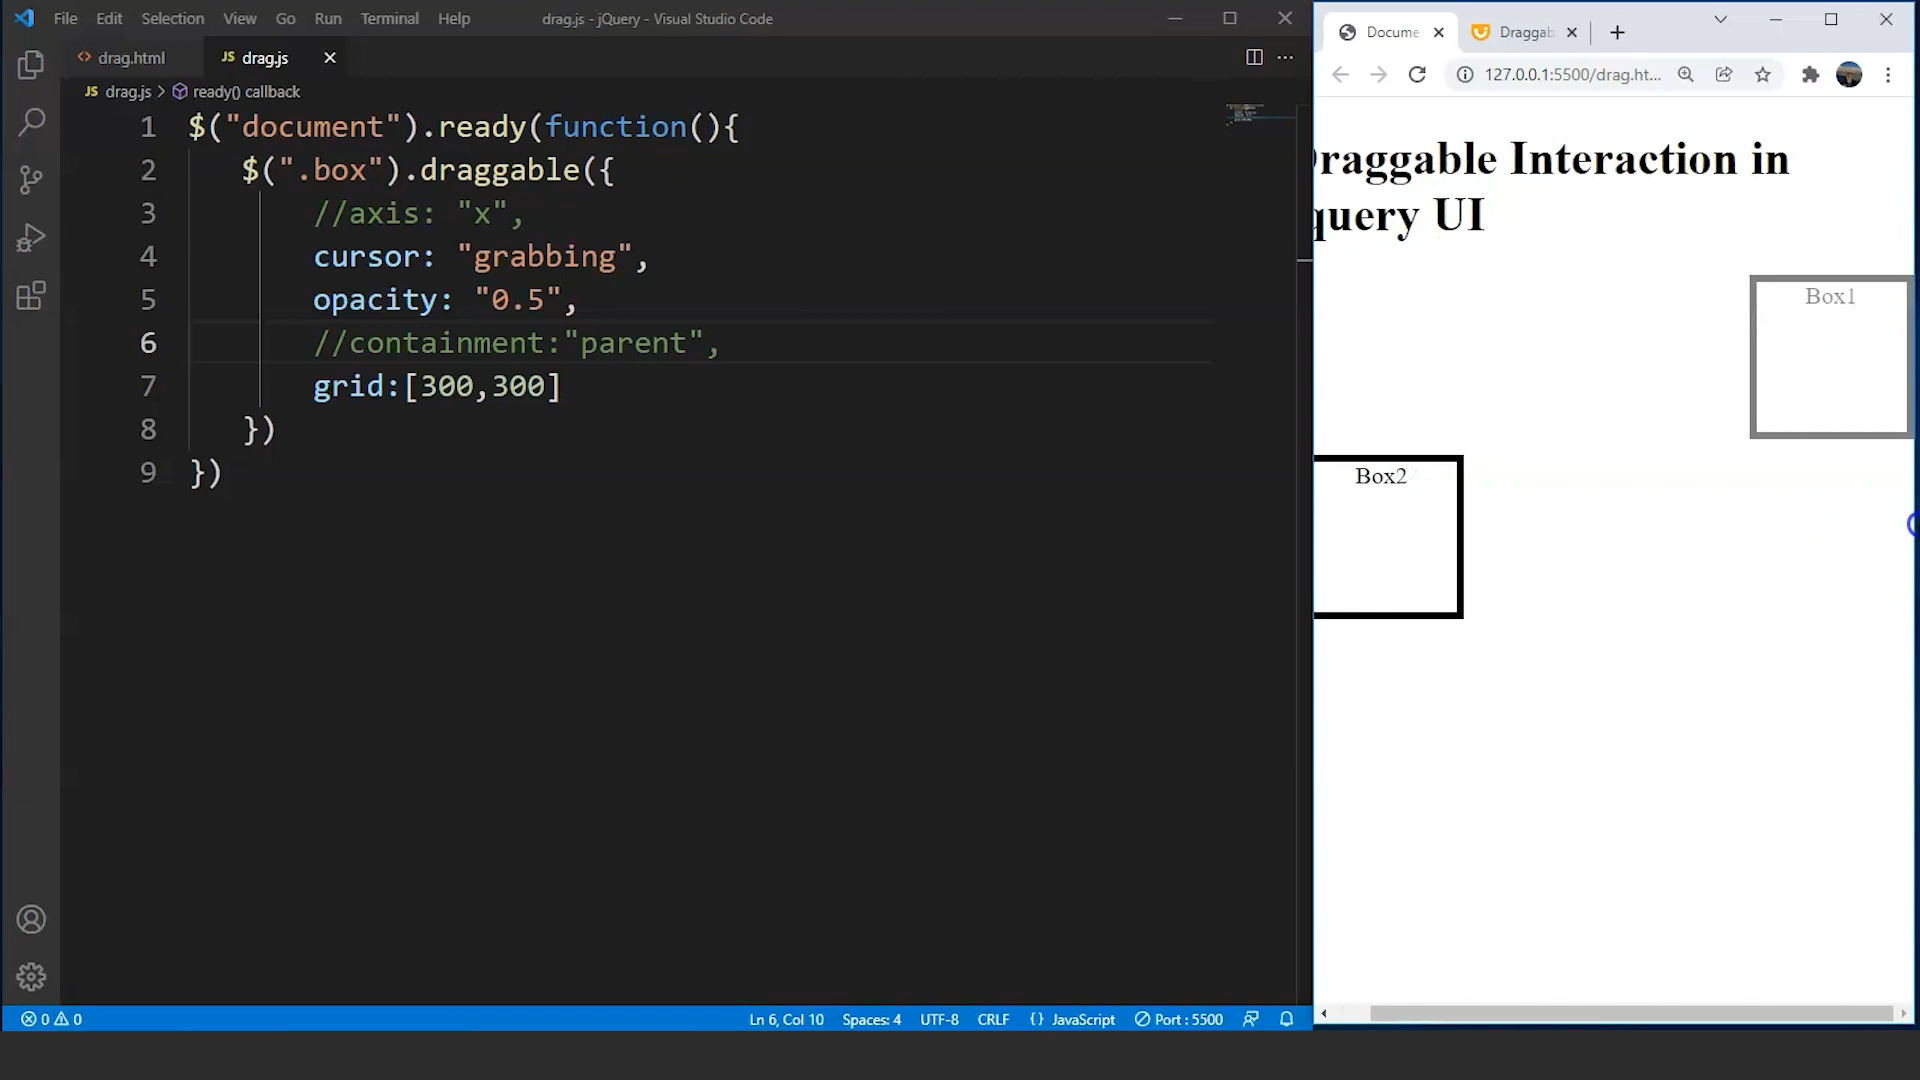 File Edit Selection View Go Run Terminal Help
drag.js - jQuery - Visual Studio Code
drag.html
JS drag.js
JS drag.js > ready() callback
1 $("document").ready(function(){
2 $(".box").draggable({
3 //axis: "x",
4 cursor: "grabbing",
5 opacity: "0.5",
6 //containment:"parent",
7 grid:[300,300]
8 })
9 })
0 0
Ln 6, Col 10
Spaces: 4
UTF-8
CRLF
{ } JavaScript
Port : 5500
Docume
Draggab
127.0.0.1:5500/drag.ht...
raggable Interaction in
query UI
Box1
Box2